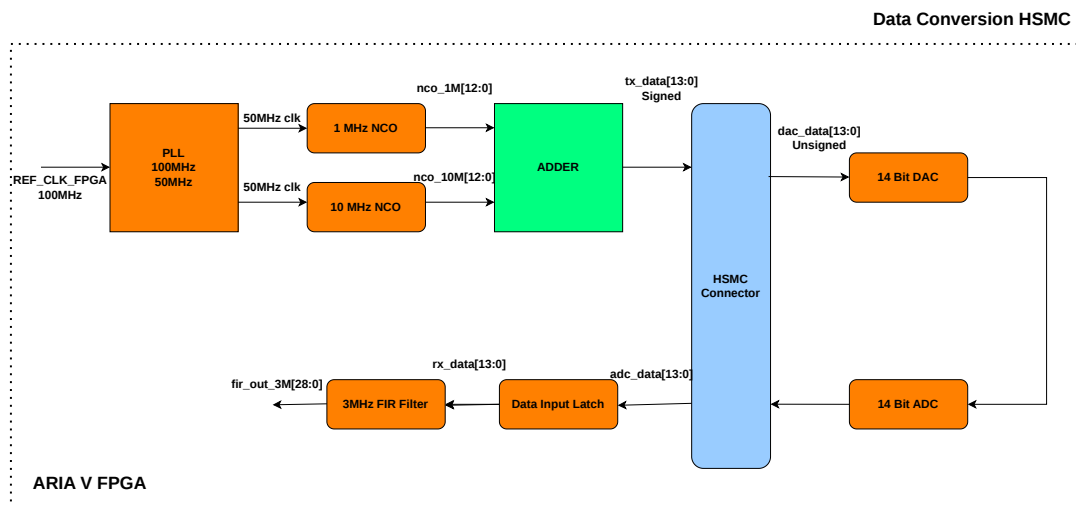 Data Conversion HSMC
tx_data[13:0]
Signed
nco_1M[12:0]
50MHz clk
1 MHz NCO
dac_data[13:0]
Unsigned
PLL
100MHz
50MHz
ADDER
REF_CLK_FPGA
100MHz
50MHz clk
nco_10M[12:0]
10 MHz NCO
14 Bit DAC
HSMC
Connector
rx_data[13:0]
adc_data[13:0]
fir_out_3M[28:0]
3MHz FIR Filter
Data Input Latch
14 Bit ADC
ARIA V FPGA